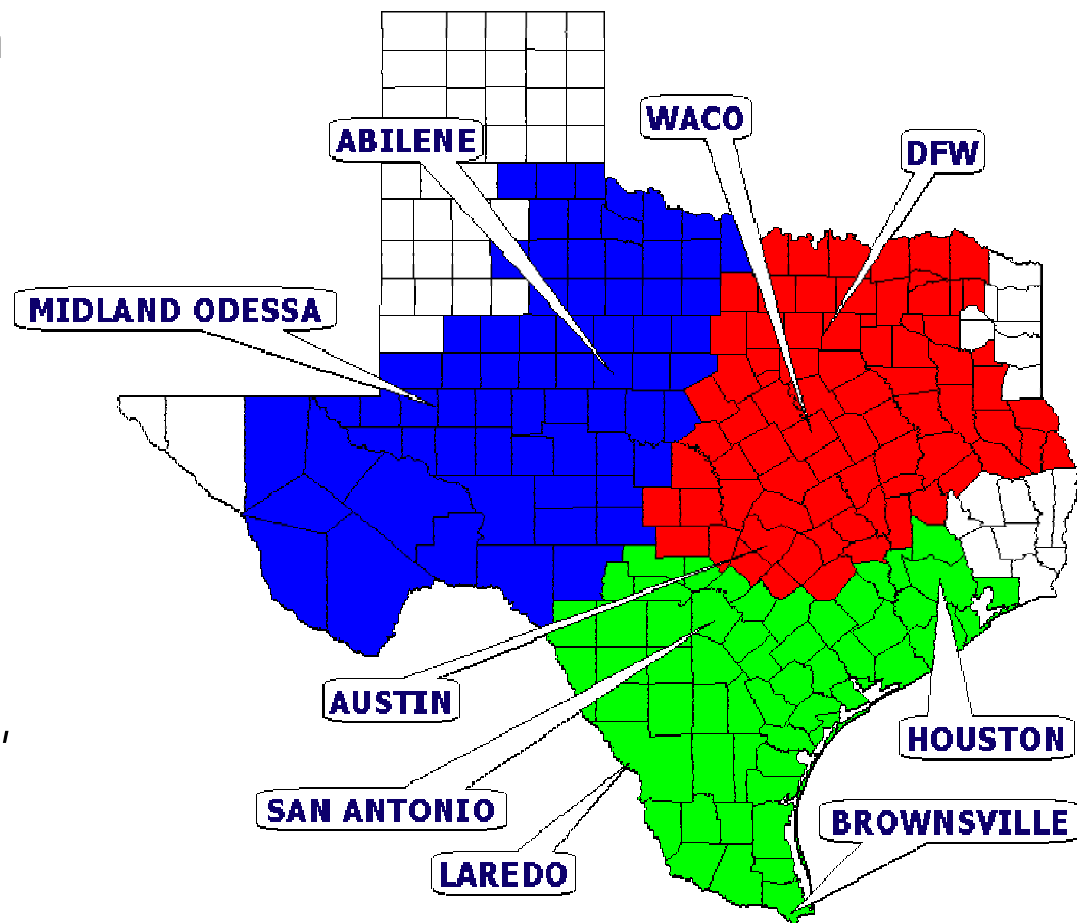 WACO
ABILENE
DFW
MIDLAND ODESSA
AUSTIN
HOUSTON
SAN ANTONIO
BROWNSVILLE
LAREDO